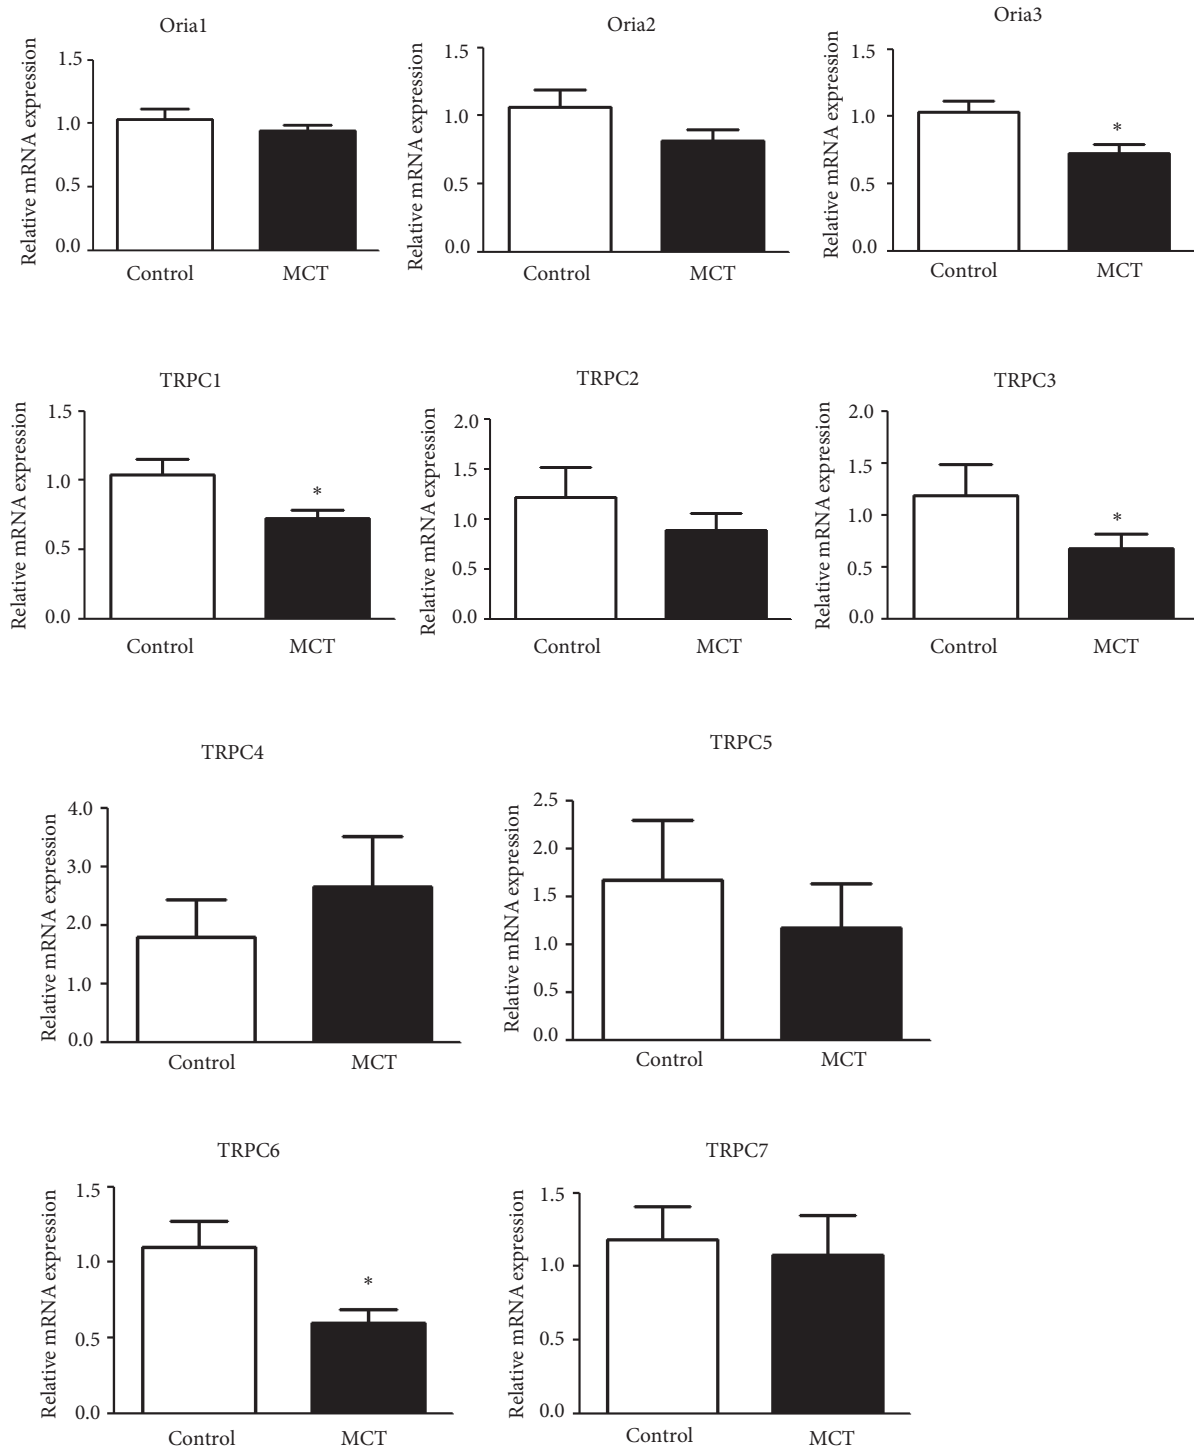 Oria1
Relative mRNA expression
1.5
1.0
0.5
0.0
Control MCT
Oria2
Relative mRNA expression
1.5
1.0
0.5
0.0
Control MCT
Oria3
Relative mRNA expression
1.5
1.0
0.5
0.0
*
Control MCT
TRPC1
Relative mRNA expression
1.5
1.0
0.5
0.0
*
Control MCT
TRPC2
Relative mRNA expression
2.0
1.5
1.0
0.5
0.0
Control MCT
TRPC3
Relative mRNA expression
2.0
1.5
1.0
0.5
0.0
*
Control MCT
TRPC4
Relative mRNA expression
4.0
3.0
2.0
1.0
0.0
Control MCT
TRPC5
Relative mRNA expression
2.5
2.0
1.5
1.0
0.5
0.0
Control MCT
TRPC6
Relative mRNA expression
1.5
1.0
0.5
0.0
*
Control MCT
TRPC7
Relative mRNA expression
1.5
1.0
0.5
0.0
Control MCT